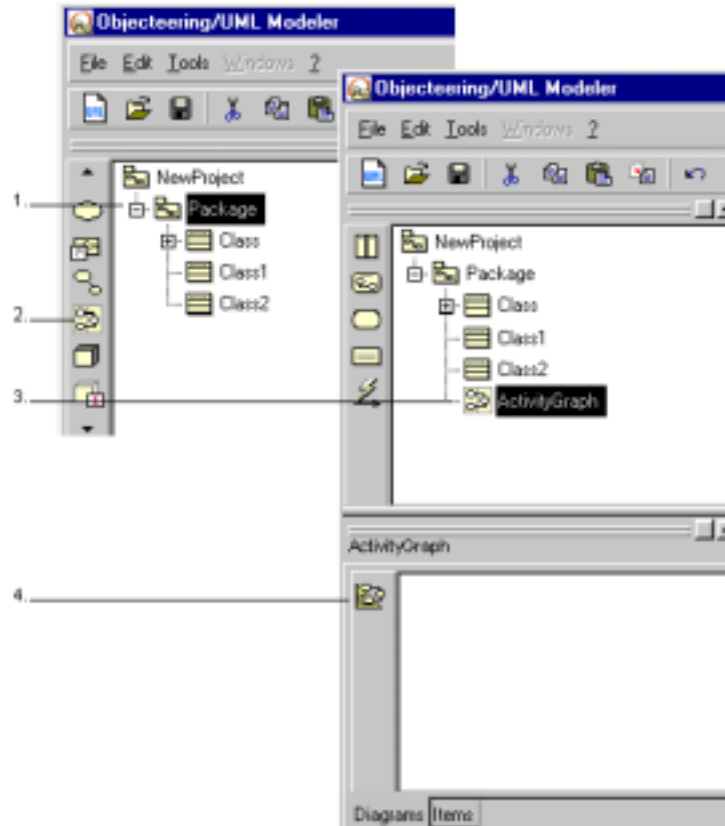 Objecteering/UML Modeler
File Edit Tools Windows ?
NewProject
1.
Package
Class
Class1
2.
Class2
3.
Objecteering/UML Modeler
File Edit Tools Windows ?
NewProject
Package
Class
Class1
Class2
ActivityGraph
ActivityGraph
4.
Diagrams Items